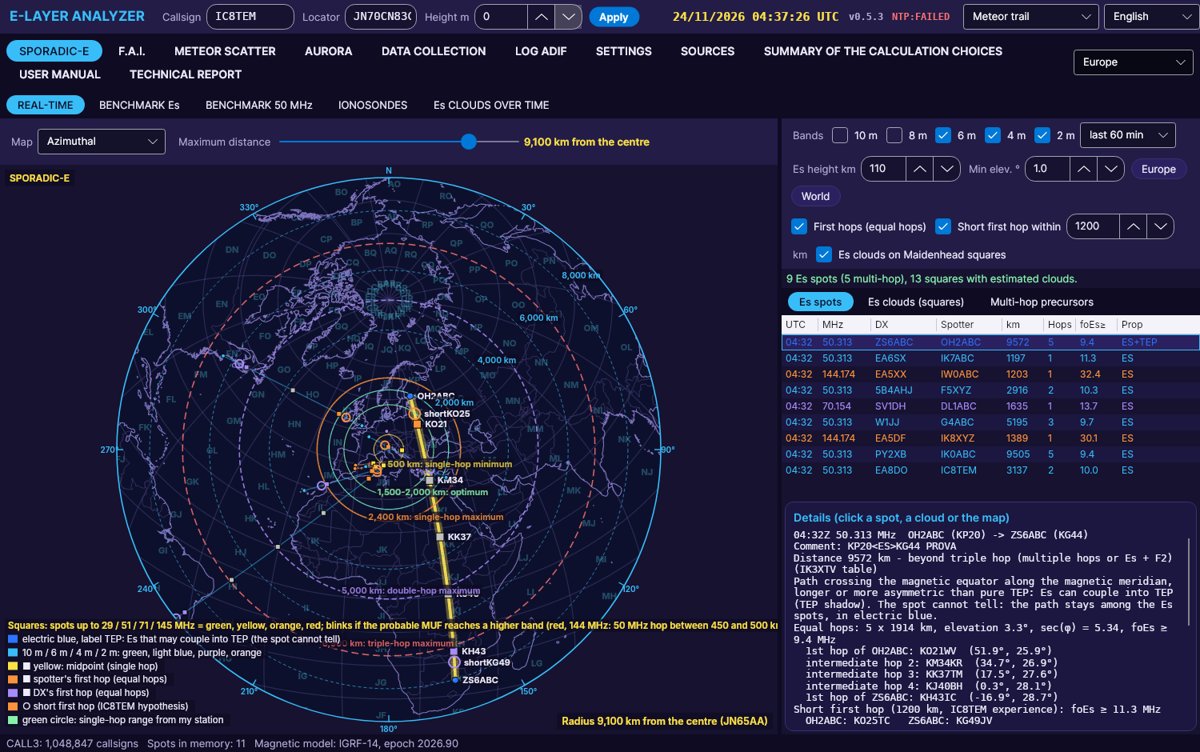 E-LAYER ANALYZER Callsign IC8TEM Locator JN70CN83 Height m 0 Apply 24/11/2026 04:37:26 UTC v0.5.3 NTP:FAILED Meteor trail English
SPORADIC-E F.A.I. METEOR SCATTER AURORA DATA COLLECTION LOG ADIF SETTINGS SOURCES SUMMARY OF THE CALCULATION CHOICES
USER MANUAL TECHNICAL REPORT
Europe
REAL-TIME BENCHMARK Es BENCHMARK 50 MHz IONOSONDES Es CLOUDS OVER TIME
Map Azimuthal Maximum distance 9,100 km from the centre
SPORADIC-E
N
30°
60°
90°
120°
150°
180°
210°
240°
270°
300°
330°
8,000 km
6,000 km
4,000 km
2,000 km
OH2ABC
shortKO25
KO21
500 km: single-hop minimum
KM34
1,500-2,000 km: optimum
2,400 km: single-hop maximum
KK37
5,000 km: double-hop maximum
km: triple-hop maximum
KH43
shortKG49
ZS6ABC
Squares: spots up to 29 / 51 / 71 / 145 MHz = green, yellow, orange, red; blinks if the probable MUF reaches a higher band (red, 144 MHz: 50 MHz hop between 450 and 500 k
electric blue, label TEP: Es that may couple into TEP (the spot cannot tell)
10 m / 6 m / 4 m / 2 m: green, light blue, purple, orange
yellow: midpoint (single hop)
spotter's first hop (equal hops)
DX's first hop (equal hops)
O short first hop (IC8TEM hypothesis)
green circle: single-hop range from my station
Radius 9,100 km from the centre (JN65AA)
CALL3: 1,048,847 callsigns Spots in memory: 11 Magnetic model: IGRF-14, epoch 2026.90
Bands 10 m 8 m 6 m 4 m 2 m last 60 min
Es height km 110 Min elev. ° 1.0 Europe
World
First hops (equal hops) Short first hop within 1200
km Es clouds on Maidenhead squares
9 Es spots (5 multi-hop), 13 squares with estimated clouds.
Es spots Es clouds (squares) Multi-hop precursors
UTC MHz DX Spotter km Hops foEs≥ Prop
04:32 50.313 ZS6ABC OH2ABC 9572 5 9.4 ES+TEP
04:32 50.313 EA6SX IK7ABC 1197 1 11.3 ES
04:32 144.174 EA5XX IW0ABC 1203 1 32.4 ES
04:32 50.313 5B4AHJ F5XYZ 2916 2 10.3 ES
04:32 70.154 SV1DH DL1ABC 1635 1 13.7 ES
04:32 50.313 W1JJ G4ABC 5195 3 9.7 ES
04:32 144.174 EA5DF IK8XYZ 1389 1 30.1 ES
04:32 50.313 PY2XB IK0ABC 9505 5 9.4 ES
04:32 50.313 EA8DO IC8TEM 3137 2 10.0 ES
Details (click a spot, a cloud or the map)
04:32Z 50.313 MHz OH2ABC (KP20) -> ZS6ABC (KG44)
Comment: KP20<ES>KG44 PROVA
Distance 9572 km - beyond triple hop (multiple hops or Es + F2)
(IK3XTV table)
Path crossing the magnetic equator along the magnetic meridian,
longer or more asymmetric than pure TEP: Es can couple into TEP
(TEP shadow). The spot cannot tell: the path stays among the Es
spots, in electric blue.
Equal hops: 5 x 1914 km, elevation 3.3°, sec(φ) = 5.34, foEs ≥
9.4 MHz
1st hop of OH2ABC: KO21WV (51.9°, 25.9°)
intermediate hop 2: KM34KR (34.7°, 26.9°)
intermediate hop 3: KK37TM (17.5°, 27.6°)
intermediate hop 4: KJ40BH (0.3°, 28.1°)
1st hop of ZS6ABC: KH43IC (-16.9°, 28.7°)
Short first hop (1200 km, IC8TEM experience): foEs ≥ 11.3 MHz
OH2ABC: KO25TC ZS6ABC: KG49JV